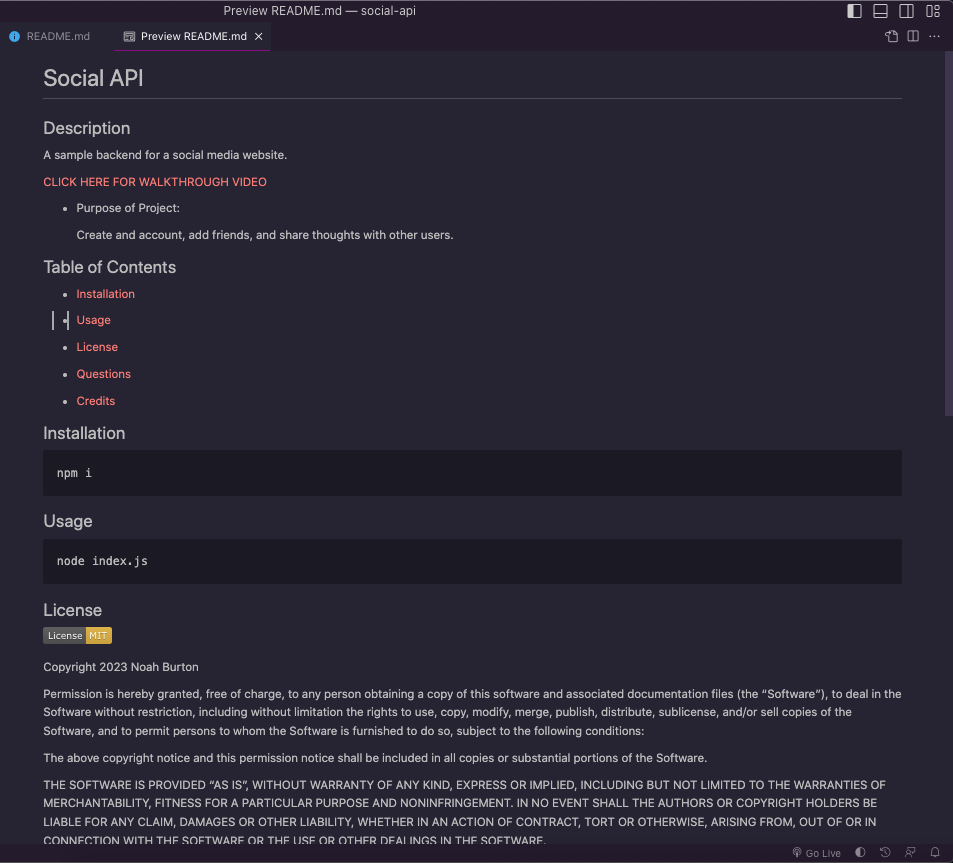 Preview README.md — social-api
README.md
Preview README.md
Social API
Description
A sample backend for a social media website.
CLICK HERE FOR WALKTHROUGH VIDEO
• Purpose of Project:
Create and account, add friends, and share thoughts with other users.
Table of Contents
• Installation
• Usage
• License
• Questions
• Credits
Installation
npm i
Usage
node index.js
License
License MIT
Copyright 2023 Noah Burton
Permission is hereby granted, free of charge, to any person obtaining a copy of this software and associated documentation files (the “Software”), to deal in the
Software without restriction, including without limitation the rights to use, copy, modify, merge, publish, distribute, sublicense, and/or sell copies of the
Software, and to permit persons to whom the Software is furnished to do so, subject to the following conditions:
The above copyright notice and this permission notice shall be included in all copies or substantial portions of the Software.
THE SOFTWARE IS PROVIDED “AS IS”, WITHOUT WARRANTY OF ANY KIND, EXPRESS OR IMPLIED, INCLUDING BUT NOT LIMITED TO THE WARRANTIES OF
MERCHANTABILITY, FITNESS FOR A PARTICULAR PURPOSE AND NONINFRINGEMENT. IN NO EVENT SHALL THE AUTHORS OR COPYRIGHT HOLDERS BE
LIABLE FOR ANY CLAIM, DAMAGES OR OTHER LIABILITY, WHETHER IN AN ACTION OF CONTRACT, TORT OR OTHERWISE, ARISING FROM, OUT OF OR IN
CONNECTION WITH THE SOFTWARE OR THE USE OR OTHER DEALINGS IN THE SOFTWARE.
Go Live